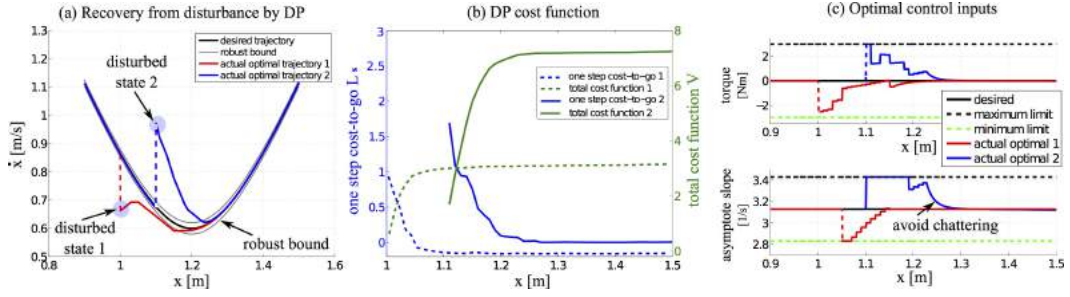 (a) Recovery from disturbance by DP
1.3
1.2
1.1
1
0.9
0.8
0.7
0.6
0.5
ẋ [m/s]
desired trajectory
robust bound
actual optimal trajectory 1
actual optimal trajectory 2
disturbed
state 2
disturbed
state 1
robust bound
0.8
1
1.2
1.4
1.6
x [m]
(b) DP cost function
3
2.5
2
1.5
1
0.5
0
one step cost-to-go L s
one step cost-to-go 1
total cost function 1
one step cost-to-go 2
total cost function 2
8
6
4
2
0
total cost function V
1
1.1
1.2
1.3
1.4
1.5
x [m]
(c) Optimal control inputs
torque
[Nm]
2
0
−2
0.9
1
1.1
1.2
x [m]
desired
maximum limit
minimum limit
actual optimal 1
actual optimal 2
asymptote slope
[1/s]
3.4
3.1
2.8
avoid chattering
0.9
1
1.1
1.2
1.3
1.4
1.5
x [m]